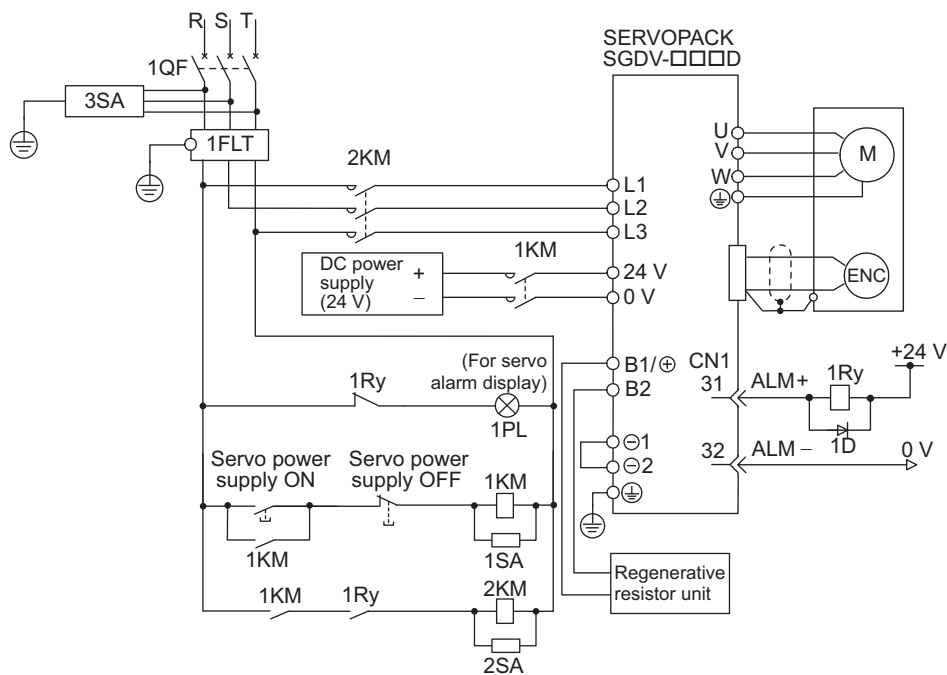 R S T
1QF
3SA
1FLT
2KM
SERVOPACK
SGDV-□□□D
U
V
W
M
L1
L2
L3
1KM
DC power
supply
(24 V)
+
−
24 V
0 V
ENC
B1/⊕
B2
CN1
31
ALM+
1Ry
+24 V
1D
32
ALM −
0 V
(For servo
alarm display)
1Ry
1PL
⊖1
⊖2
Servo power
supply ON
Servo power
supply OFF
1KM
1KM
1SA
1KM
1Ry
2KM
2SA
Regenerative
resistor unit